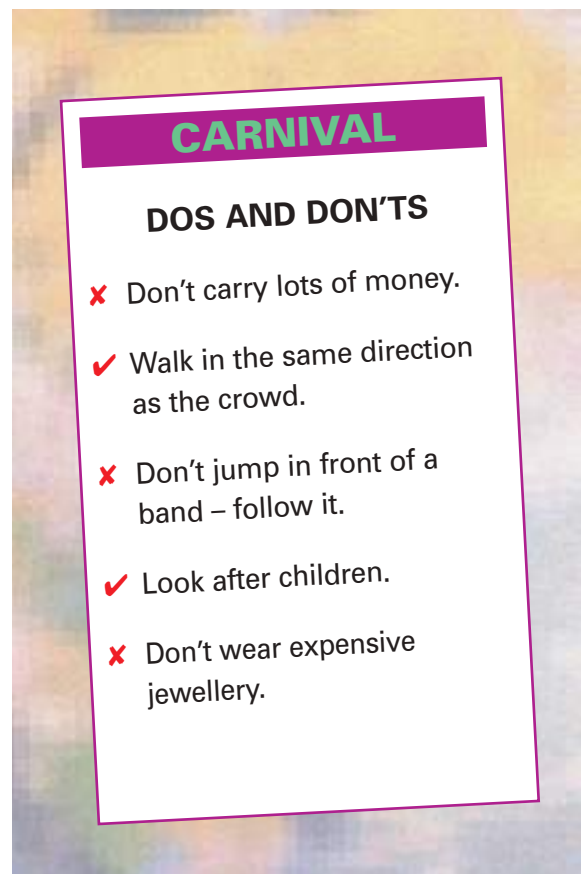 CARNIVAL
DOS AND DON'TS
✘ Don't carry lots of money.
✔ Walk in the same direction
as the crowd.
✘ Don't jump in front of a
band – follow it.
✔ Look after children.
✘ Don't wear expensive
jewellery.